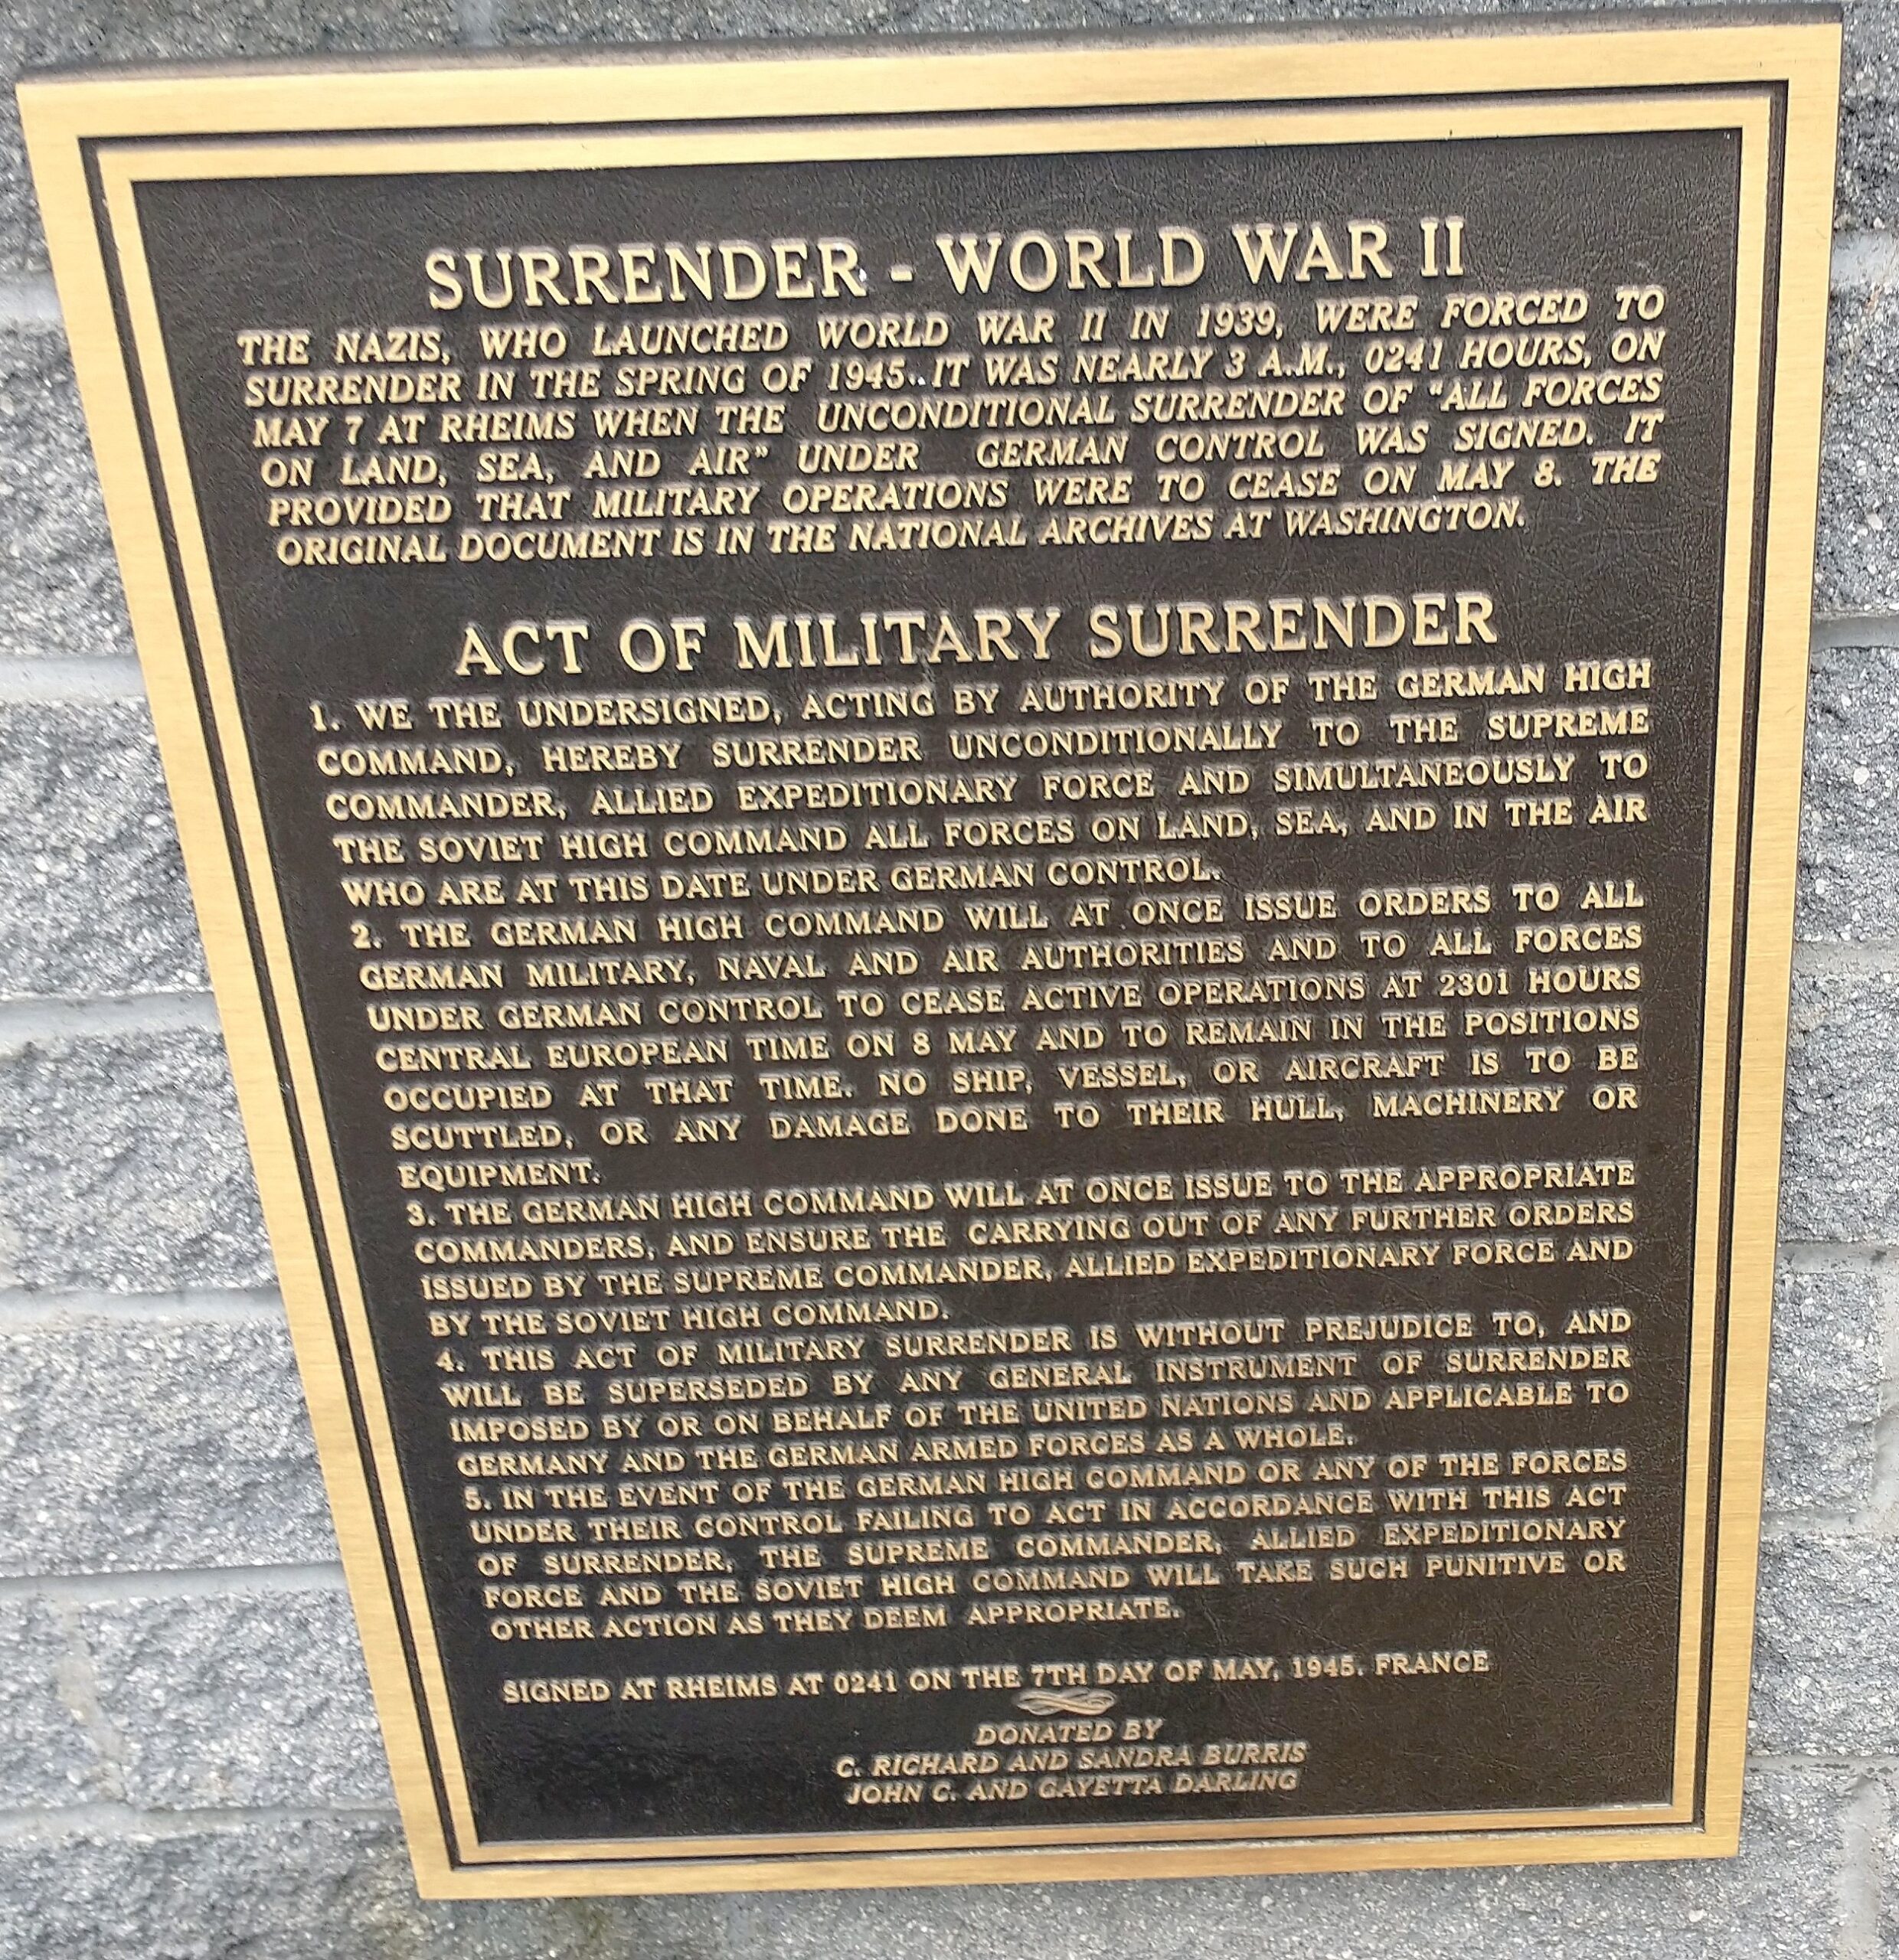 SURRENDER - WORLD WAR II
THE NAZIS, WHO LAUNCHED WORLD WAR II IN 1939, WERE FORCED TO
SURRENDER IN THE SPRING OF 1945. IT WAS NEARLY 3 A.M., 0241 HOURS, ON
MAY 7 AT RHEIMS WHEN THE UNCONDITIONAL SURRENDER OF "ALL FORCES
ON LAND, SEA, AND AIR" UNDER GERMAN CONTROL WAS SIGNED. IT
PROVIDED THAT MILITARY OPERATIONS WERE TO CEASE ON MAY 8. THE
ORIGINAL DOCUMENT IS IN THE NATIONAL ARCHIVES AT WASHINGTON.
ACT OF MILITARY SURRENDER
1. WE THE UNDERSIGNED, ACTING BY AUTHORITY OF THE GERMAN HIGH
COMMAND, HEREBY SURRENDER UNCONDITIONALLY TO THE SUPREME
COMMANDER, ALLIED EXPEDITIONARY FORCE AND SIMULTANEOUSLY TO
THE SOVIET HIGH COMMAND ALL FORCES ON LAND, SEA, AND IN THE AIR
WHO ARE AT THIS DATE UNDER GERMAN CONTROL.
2. THE GERMAN HIGH COMMAND WILL AT ONCE ISSUE ORDERS TO ALL
GERMAN MILITARY, NAVAL AND AIR AUTHORITIES AND TO ALL FORCES
UNDER GERMAN CONTROL TO CEASE ACTIVE OPERATIONS AT 2301 HOURS
CENTRAL EUROPEAN TIME ON 8 MAY AND TO REMAIN IN THE POSITIONS
OCCUPIED AT THAT TIME. NO SHIP, VESSEL, OR AIRCRAFT IS TO BE
SCUTTLED, OR ANY DAMAGE DONE TO THEIR HULL, MACHINERY OR
EQUIPMENT.
3. THE GERMAN HIGH COMMAND WILL AT ONCE ISSUE TO THE APPROPRIATE
COMMANDERS, AND ENSURE THE CARRYING OUT OF ANY FURTHER ORDERS
ISSUED BY THE SUPREME COMMANDER, ALLIED EXPEDITIONARY FORCE AND
BY THE SOVIET HIGH COMMAND.
4. THIS ACT OF MILITARY SURRENDER IS WITHOUT PREJUDICE TO, AND
WILL BE SUPERSEDED BY ANY GENERAL INSTRUMENT OF SURRENDER
IMPOSED BY OR ON BEHALF OF THE UNITED NATIONS AND APPLICABLE TO
GERMANY AND THE GERMAN ARMED FORCES AS A WHOLE.
5. IN THE EVENT OF THE GERMAN HIGH COMMAND OR ANY OF THE FORCES
UNDER THEIR CONTROL FAILING TO ACT IN ACCORDANCE WITH THIS ACT
OF SURRENDER, THE SUPREME COMMANDER, ALLIED EXPEDITIONARY
FORCE AND THE SOVIET HIGH COMMAND WILL TAKE SUCH PUNITIVE OR
OTHER ACTION AS THEY DEEM APPROPRIATE.
SIGNED AT RHEIMS AT 0241 ON THE 7TH DAY OF MAY, 1945. FRANCE
DONATED BY
C. RICHARD AND SANDRA BURRIS
JOHN C. AND GAYETTA DARLING